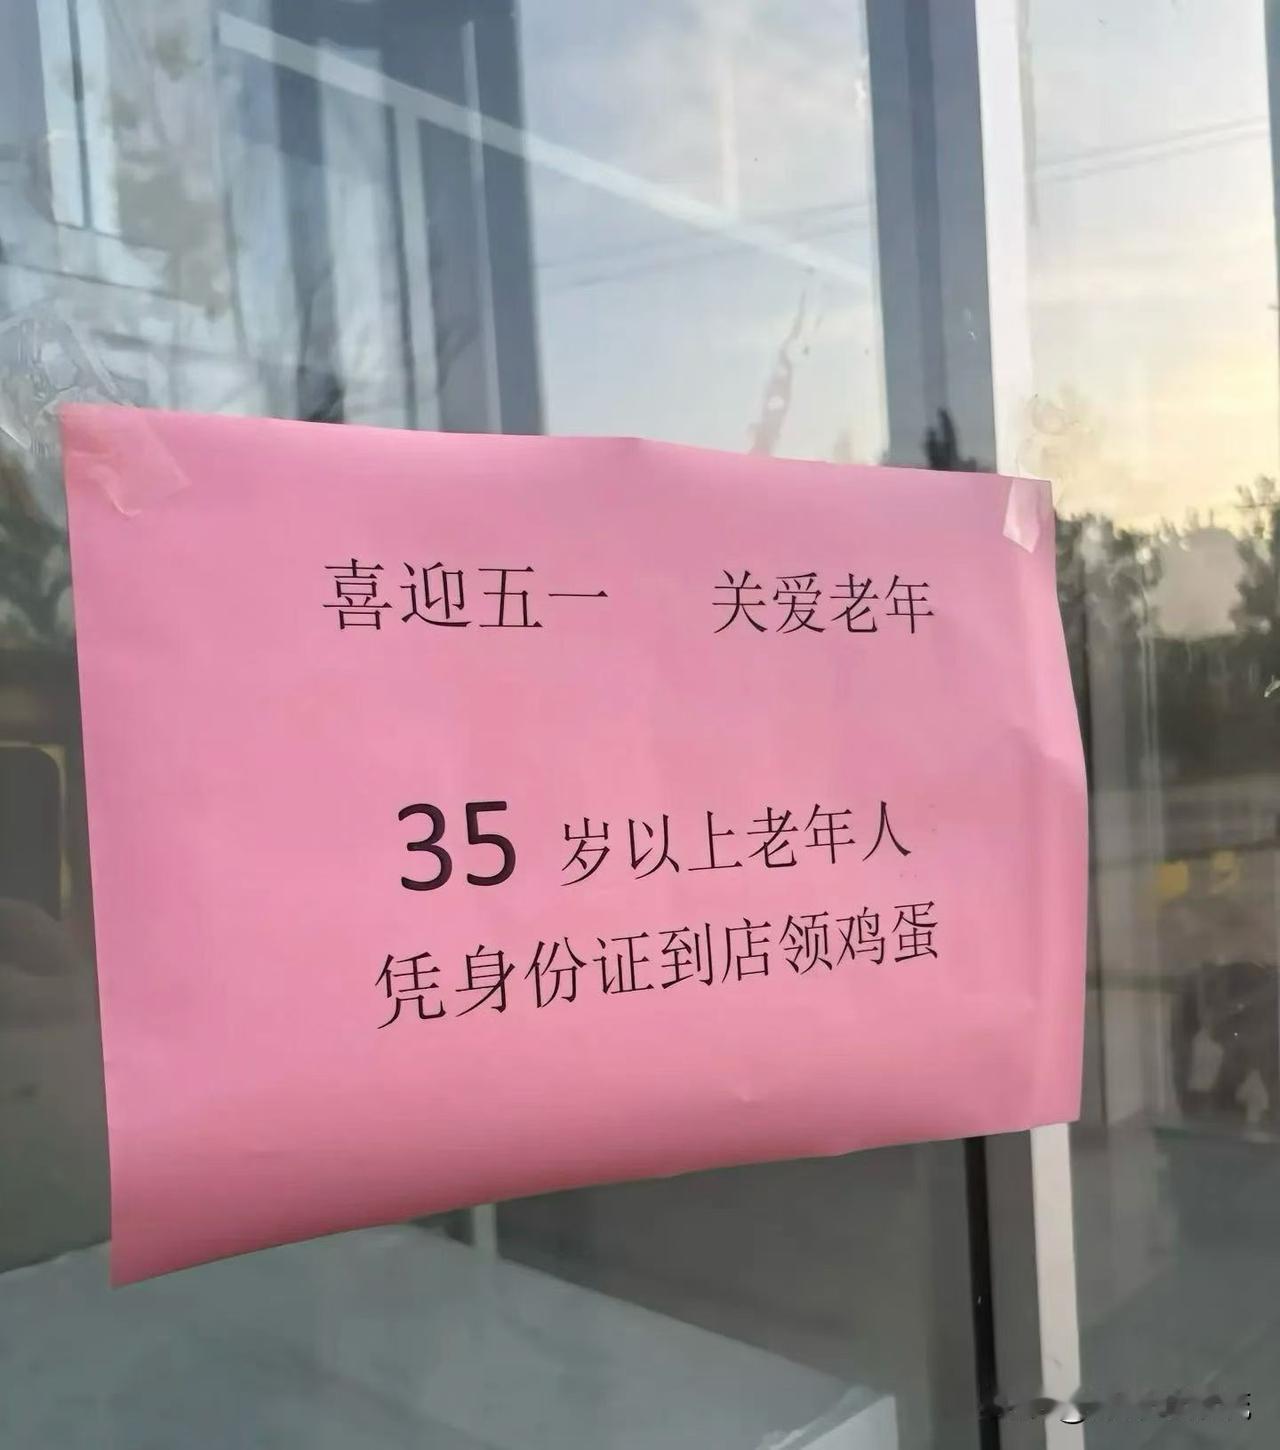 喜迎五一 关爱老年
35 岁以上老年人
凭身份证到店领鸡蛋